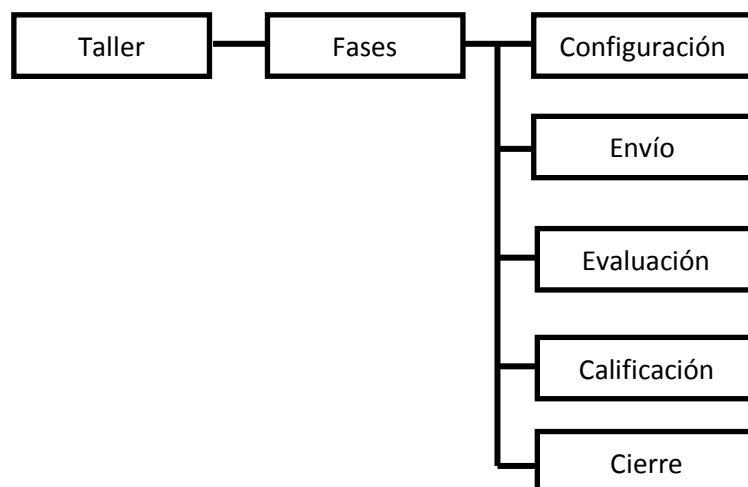 Taller
Fases
Configuración
Envío
Evaluación
Calificación
Cierre